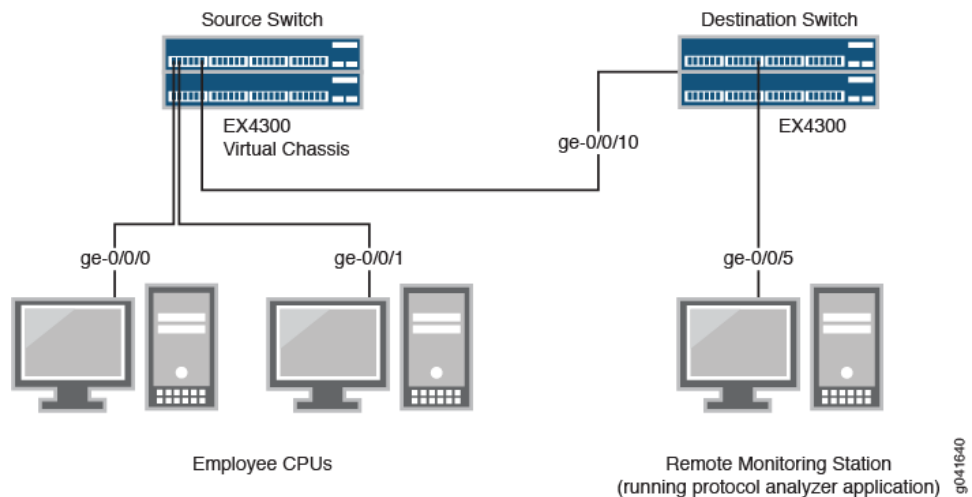 Source Switch
Destination Switch
EX4300
Virtual Chassis
EX4300
ge-0/0/10
ge-0/0/0
ge-0/0/1
ge-0/0/5
Employee CPUs
Remote Monitoring Station
(running protocol analyzer application)
g041640